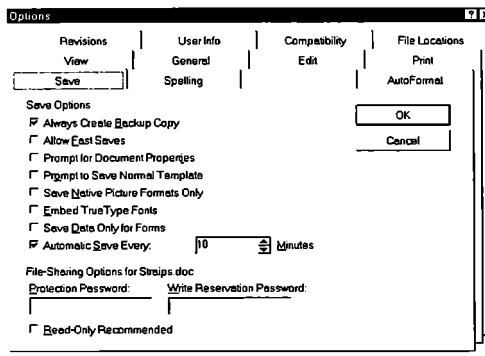 Options
Revisions User Info Compatibility File Locations
View General Edit Print
Save Spelling AutoFormat
Save Options
Always Create Backup Copy
OK
Allow Fast Saves
Cancel
Prompt for Document Properties
Prompt to Save Normal Template
Save Native Picture Formats Only
Embed TrueType Fonts
Save Data Only for Forms
Automatic Save Every: 10 Minutes
File-Sharing Options for Straips.doc
Protection Password: Write Reservation Password:
Read-Only Recommended